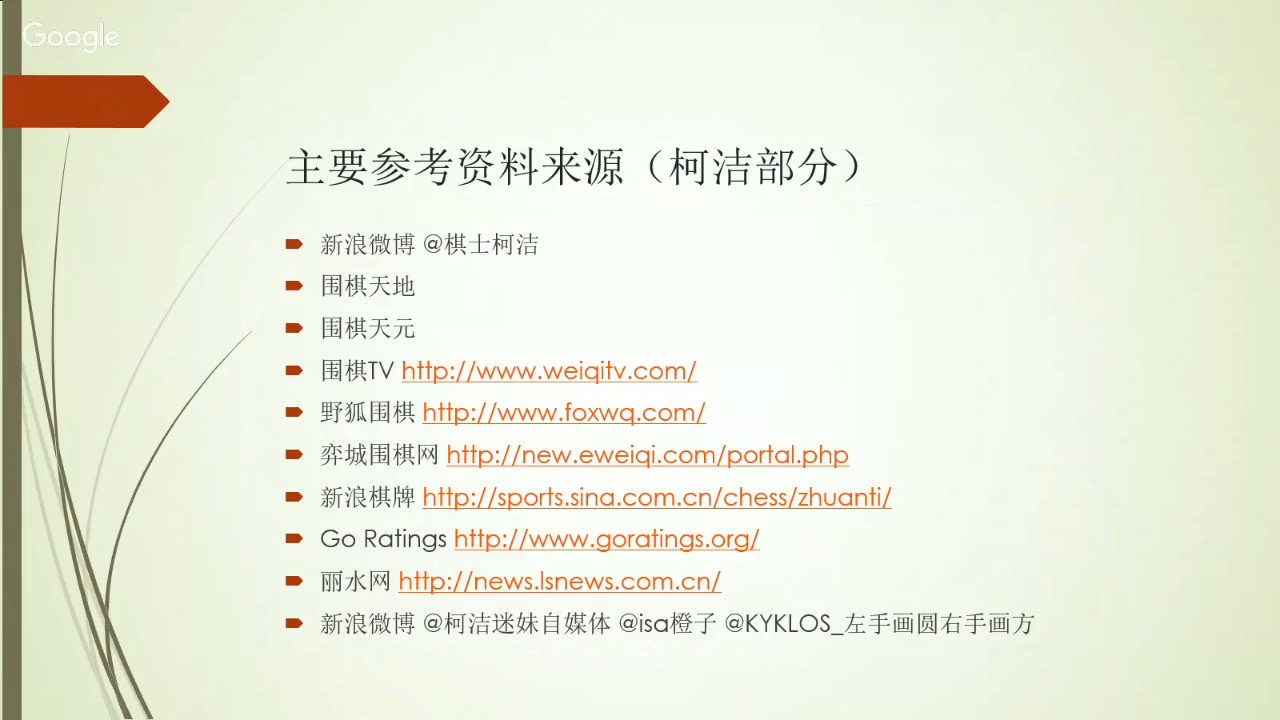 Google
主要参考资料来源（柯洁部分）
新浪微博 @棋士柯洁
围棋天地
围棋天元
围棋TV http://www.weiqitv.com/
野狐围棋 http://www.foxwq.com/
弈城围棋网 http://new.eweiqi.com/portal.php
新浪棋牌 http://sports.sina.com.cn/chess/zhuanti/
Go Ratings http://www.goratings.org/
丽水网 http://news.lsnews.com.cn/
新浪微博 @柯洁迷妹自媒体 @isa橙子 @KYKLOS_左手画圆右手画方